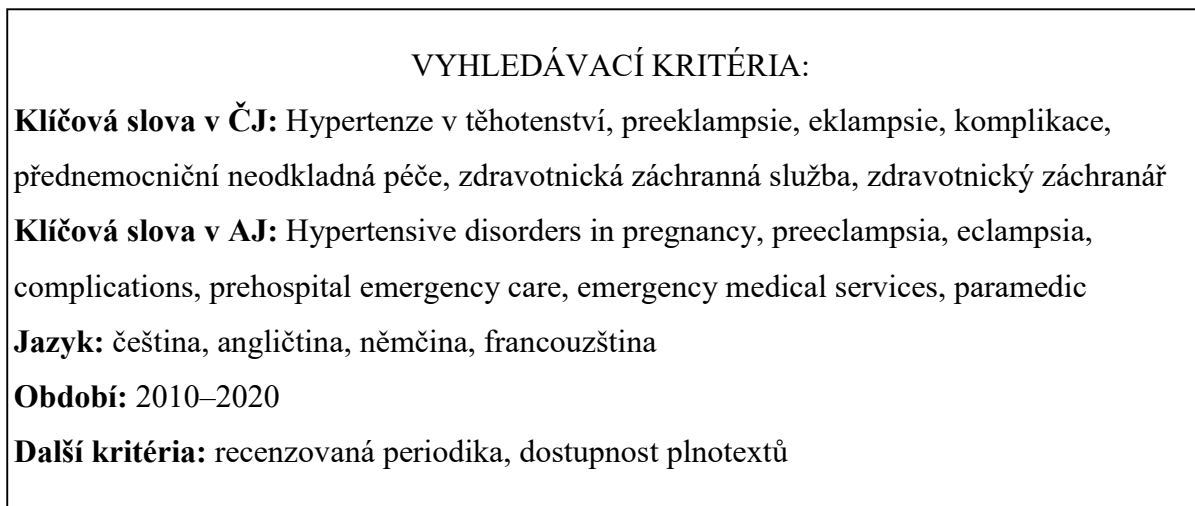 VYHLEDÁVACÍ KRITÉRIA:
Klíčová slova v ČJ: Hypertenze v těhotenství, preeklampsie, eklampsie, komplikace,
přednemocniční neodkladná péče, zdravotnická záchranná služba, zdravotnický záchranář
Klíčová slova v AJ: Hypertensive disorders in pregnancy, preeclampsia, eclampsia,
complications, prehospital emergency care, emergency medical services, paramedic
Jazyk: čeština, angličtina, němčina, francouzština
Období: 2010–2020
Další kritéria: recenzovaná periodika, dostupnost plnotextů